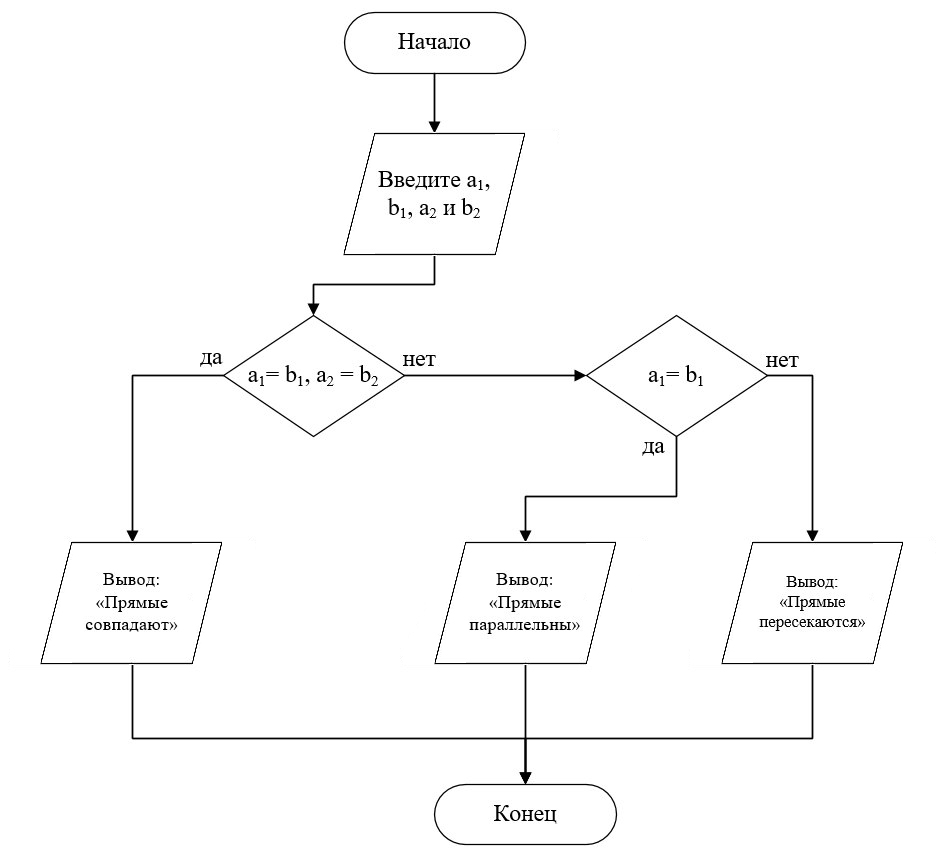 Начало
Введите a₁,
b₁, a₂ и b₂
да
a₁= b₁, a₂ = b₂
нет
a₁= b₁
нет
да
Вывод:
«Прямые
совпадают»
Вывод:
«Прямые
параллельны»
Вывод:
«Прямые
пересекаются»
Конец